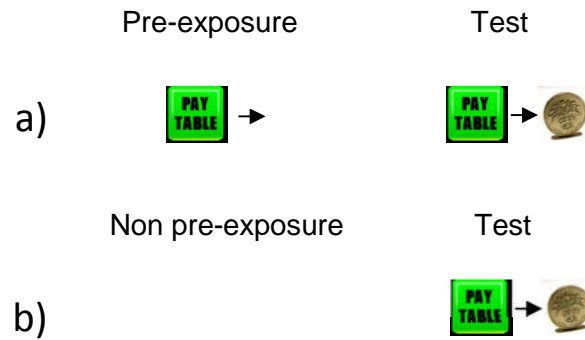 Pre-exposure Test
a) PAY TABLE PAY TABLE
Non pre-exposure Test
b) PAY TABLE